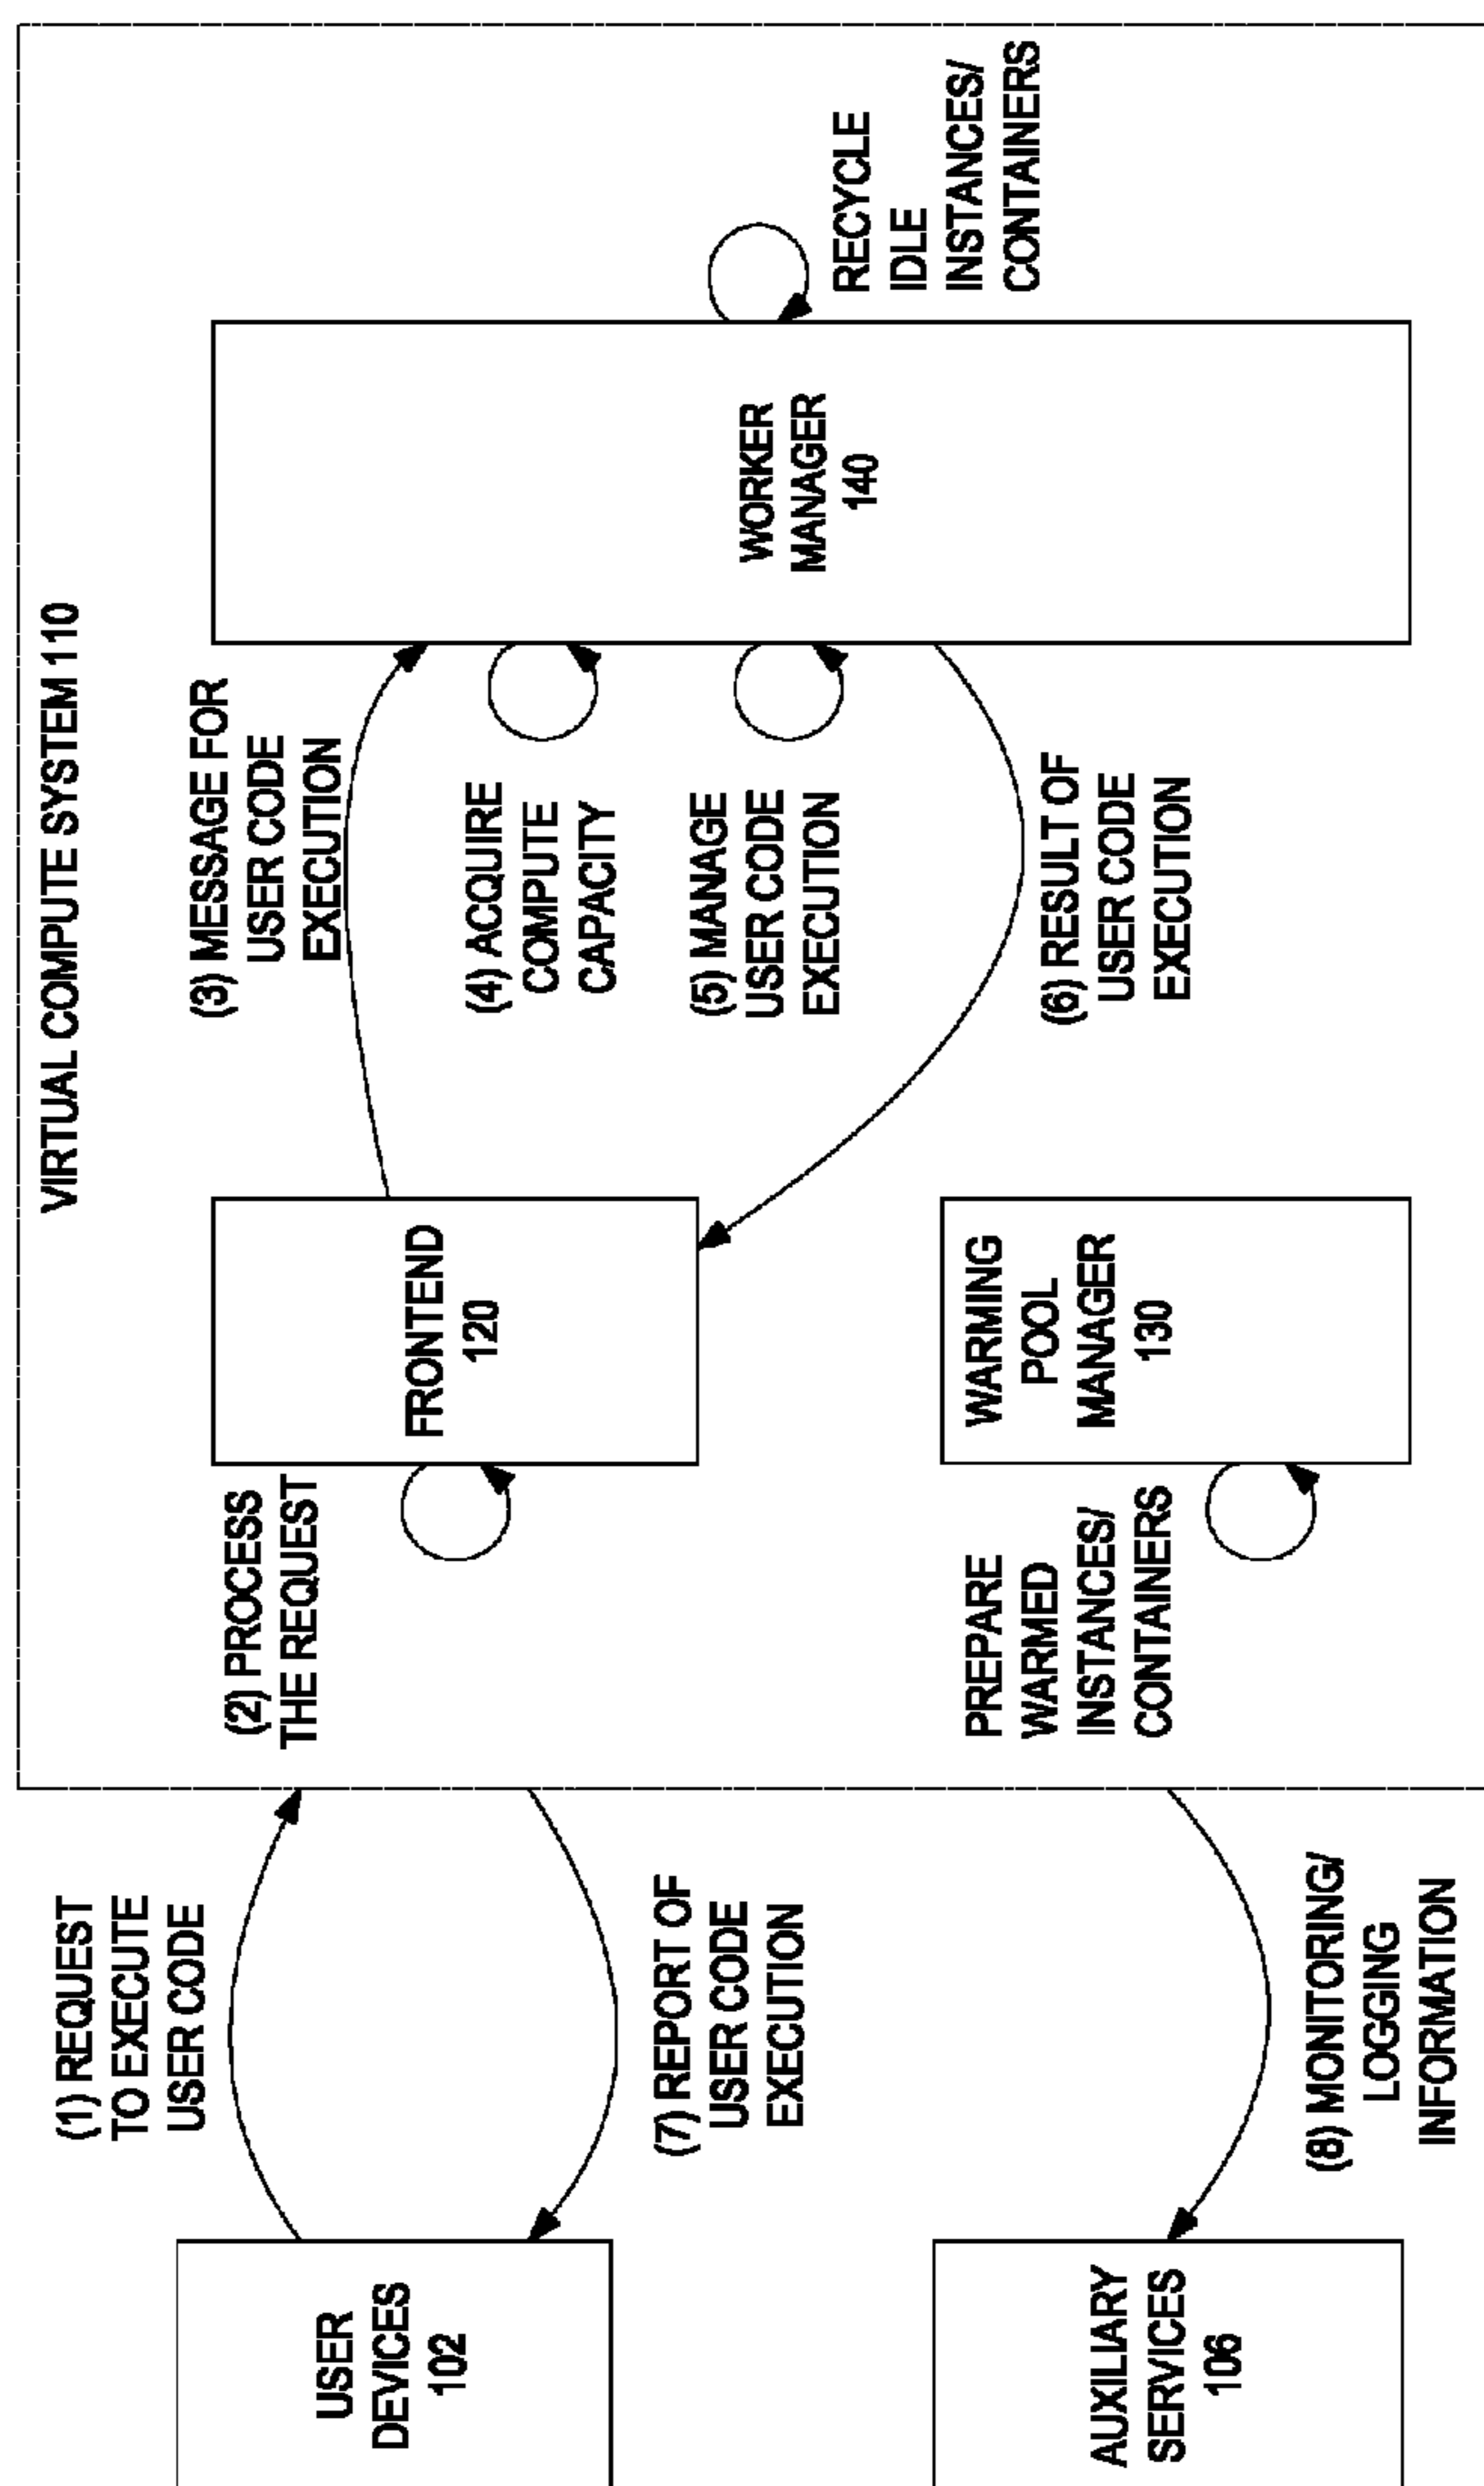 VIRTUAL COMPUTE SYSTEM 110
(1) REQUEST
TO EXECUTE
USER CODE
(2) PROCESS
THE REQUEST
(3) MESSAGE FOR
USER CODE
EXECUTION
USER
DEVICES
102
FRONTEND
120
(4) ACQUIRE
COMPUTE
CAPACITY
WORKER
MANAGER
140
RECYCLE
IDLE
INSTANCES/
CONTAINERS
(5) MANAGE
USER CODE
EXECUTION
(7) REPORT OF
USER CODE
EXECUTION
(6) RESULT OF
USER CODE
EXECUTION
PREPARE
WARMED
INSTANCES/
CONTAINERS
WARMING
POOL
MANAGER
130
AUXILIARY
SERVICES
106
(8) MONITORING/
LOGGING
INFORMATION